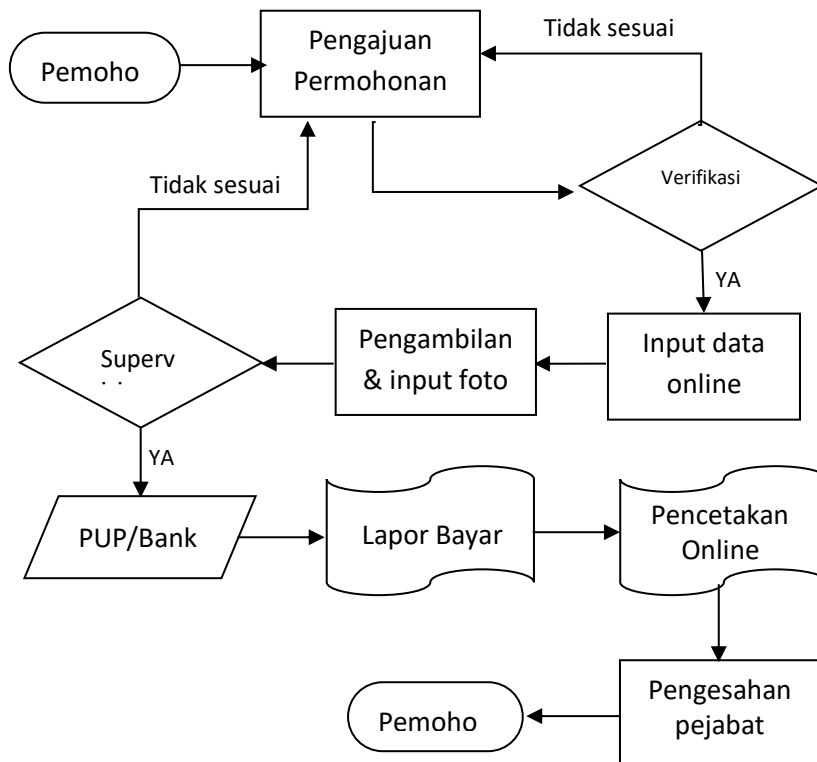 Pengajuan
Permohonan
Tidak sesuai
Pemoho
Verifikasi
Tidak sesuai
YA
Superv
Pengambilan
& input foto
Input data
online
YA
PUP/Bank
Lapor Bayar
Pencetakan
Online
Pengesahan
pejabat
Pemoho